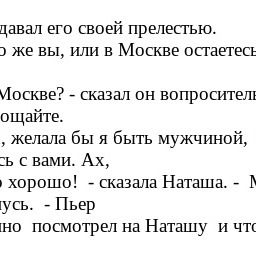 давал его своей прелестью.
же вы, или в Москве остаетесь
Москве? - сказал он вопросител
ощайте.
, желала бы я быть мужчиной,
сь с вами. Ах,
хорошо!  - сказала Наташа. -
усь.  - Пьер
но  посмотрел на Наташу  и что